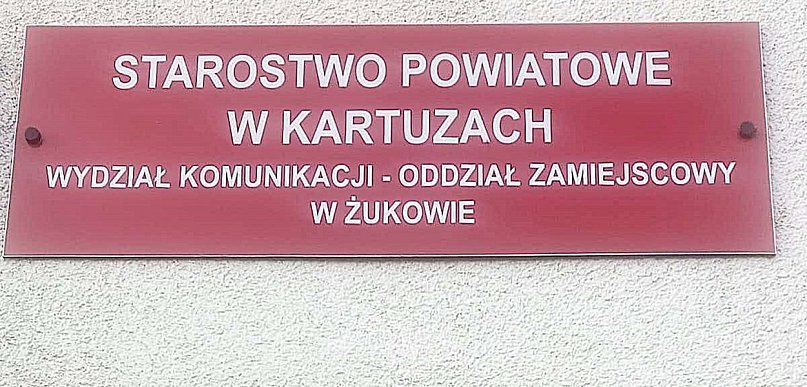 STAROSTWO POWIATOWE
W KARTUZACH
WYDZIAŁ KOMUNIKACJI - ODDZIAŁ ZAMIEJSCOWY
W ŻUKOWIE